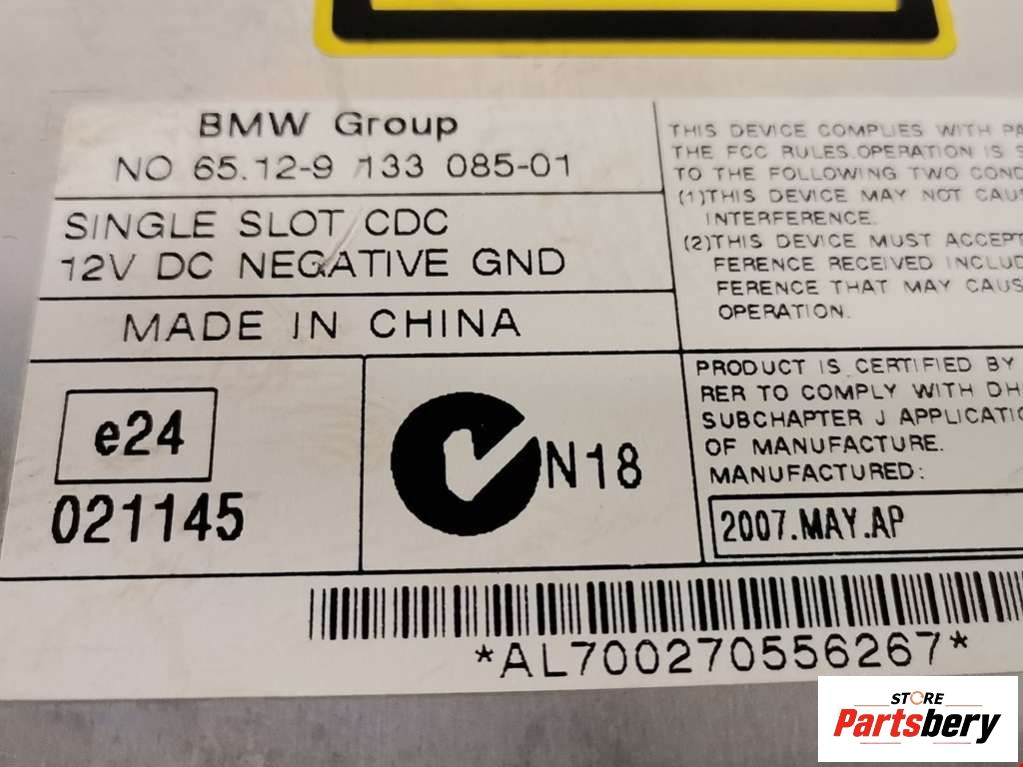 BMW Group
NO 65.12-9 133 085-01
SINGLE SLOT CDC
12V DC NEGATIVE GND
MADE IN CHINA
e24
021145
N18
THIS DEVICE COMPLIES WITH
THE FCC RULES.OPERATION IS
TO THE FOLLOWING TWO
(1)THIS DEVICE MAY NOT
INTERFERENCE.
(2)THIS DEVICE MUST ACCEPT
FERENCE RECEIVED
FERENCE THAT MAY
OPERATION.
PRODUCT IS CERTIFIED BY
RER TO COMPLY WITH
SUBCHAPTER J
OF MANUFACTURE.
MANUFACTURED:
2007.MAY.AP
*AL700270556267*
STORE
Partsbery